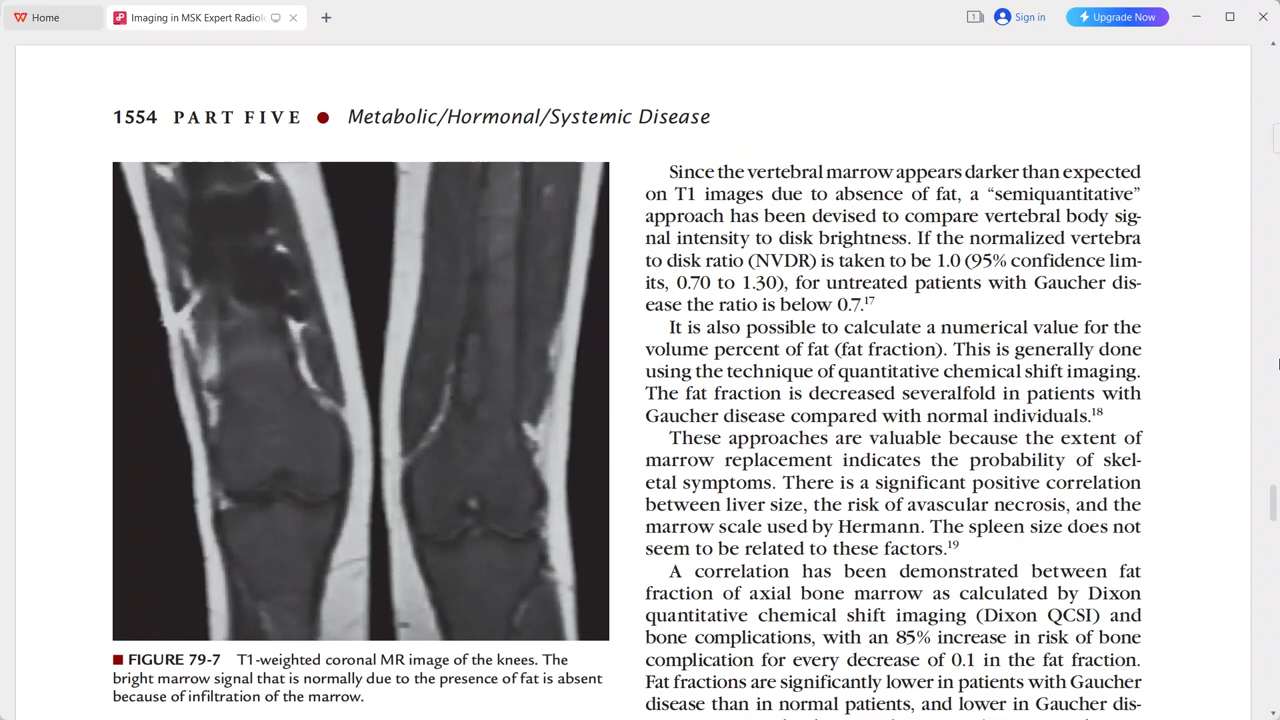 Home
Imaging in MSK Expert Radiol
Sign in
Upgrade Now
1554 PART FIVE ● Metabolic/Hormonal/Systemic Disease
■ FIGURE 79-7 T1-weighted coronal MR image of the knees. The
bright marrow signal that is normally due to the presence of fat is absent
because of infiltration of the marrow.
Since the vertebral marrow appears darker than expected
on T1 images due to absence of fat, a “semiquantitative”
approach has been devised to compare vertebral body sig-
nal intensity to disk brightness. If the normalized vertebra
to disk ratio (NVDR) is taken to be 1.0 (95% confidence lim-
its, 0.70 to 1.30), for untreated patients with Gaucher dis-
ease the ratio is below 0.7.17
It is also possible to calculate a numerical value for the
volume percent of fat (fat fraction). This is generally done
using the technique of quantitative chemical shift imaging.
The fat fraction is decreased severalfold in patients with
Gaucher disease compared with normal individuals.18
These approaches are valuable because the extent of
marrow replacement indicates the probability of skel-
etal symptoms. There is a significant positive correlation
between liver size, the risk of avascular necrosis, and the
marrow scale used by Hermann. The spleen size does not
seem to be related to these factors.19
A correlation has been demonstrated between fat
fraction of axial bone marrow as calculated by Dixon
quantitative chemical shift imaging (Dixon QCSI) and
bone complications, with an 85% increase in risk of bone
complication for every decrease of 0.1 in the fat fraction.
Fat fractions are significantly lower in patients with Gaucher
disease than in normal patients, and lower in Gaucher dis-